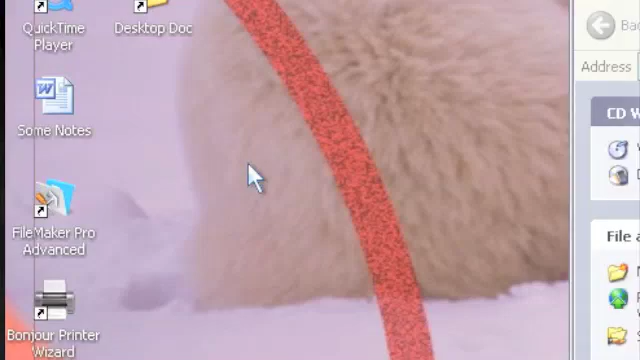 QuickTime
Player
Desktop Doc
Some Notes
FileMaker Pro
Advanced
Bonjour Printer
Wizard
Address
CD W
File a